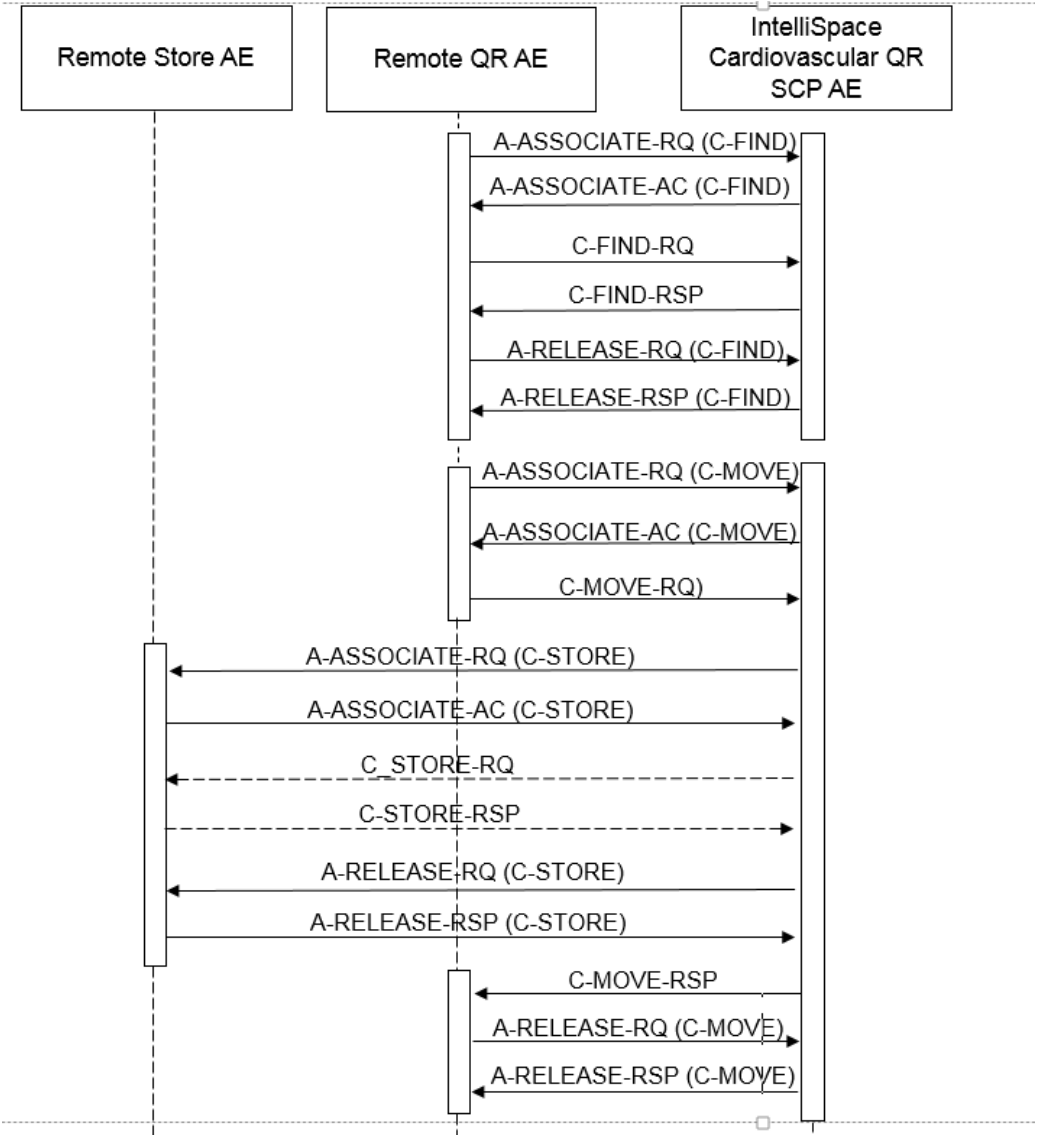 Remote Store AE
Remote QR AE
IntelliSpace
Cardiovascular QR
SCP AE
A-ASSOCIATE-RQ (C-FIND)
A-ASSOCIATE-AC (C-FIND)
C-FIND-RQ
C-FIND-RSP
A-RELEASE-RQ (C-FIND)
A-RELEASE-RSP (C-FIND)
A-ASSOCIATE-RQ (C-MOVE)
A-ASSOCIATE-AC (C-MOVE)
C-MOVE-RQ)
A-ASSOCIATE-RQ (C-STORE)
A-ASSOCIATE-AC (C-STORE)
C_STORE-RQ
C-STORE-RSP
A-RELEASE-RQ (C-STORE)
A-RELEASE-RSP (C-STORE)
C-MOVE-RSP
A-RELEASE-RQ (C-MOVE)
A-RELEASE-RSP (C-MOVE)